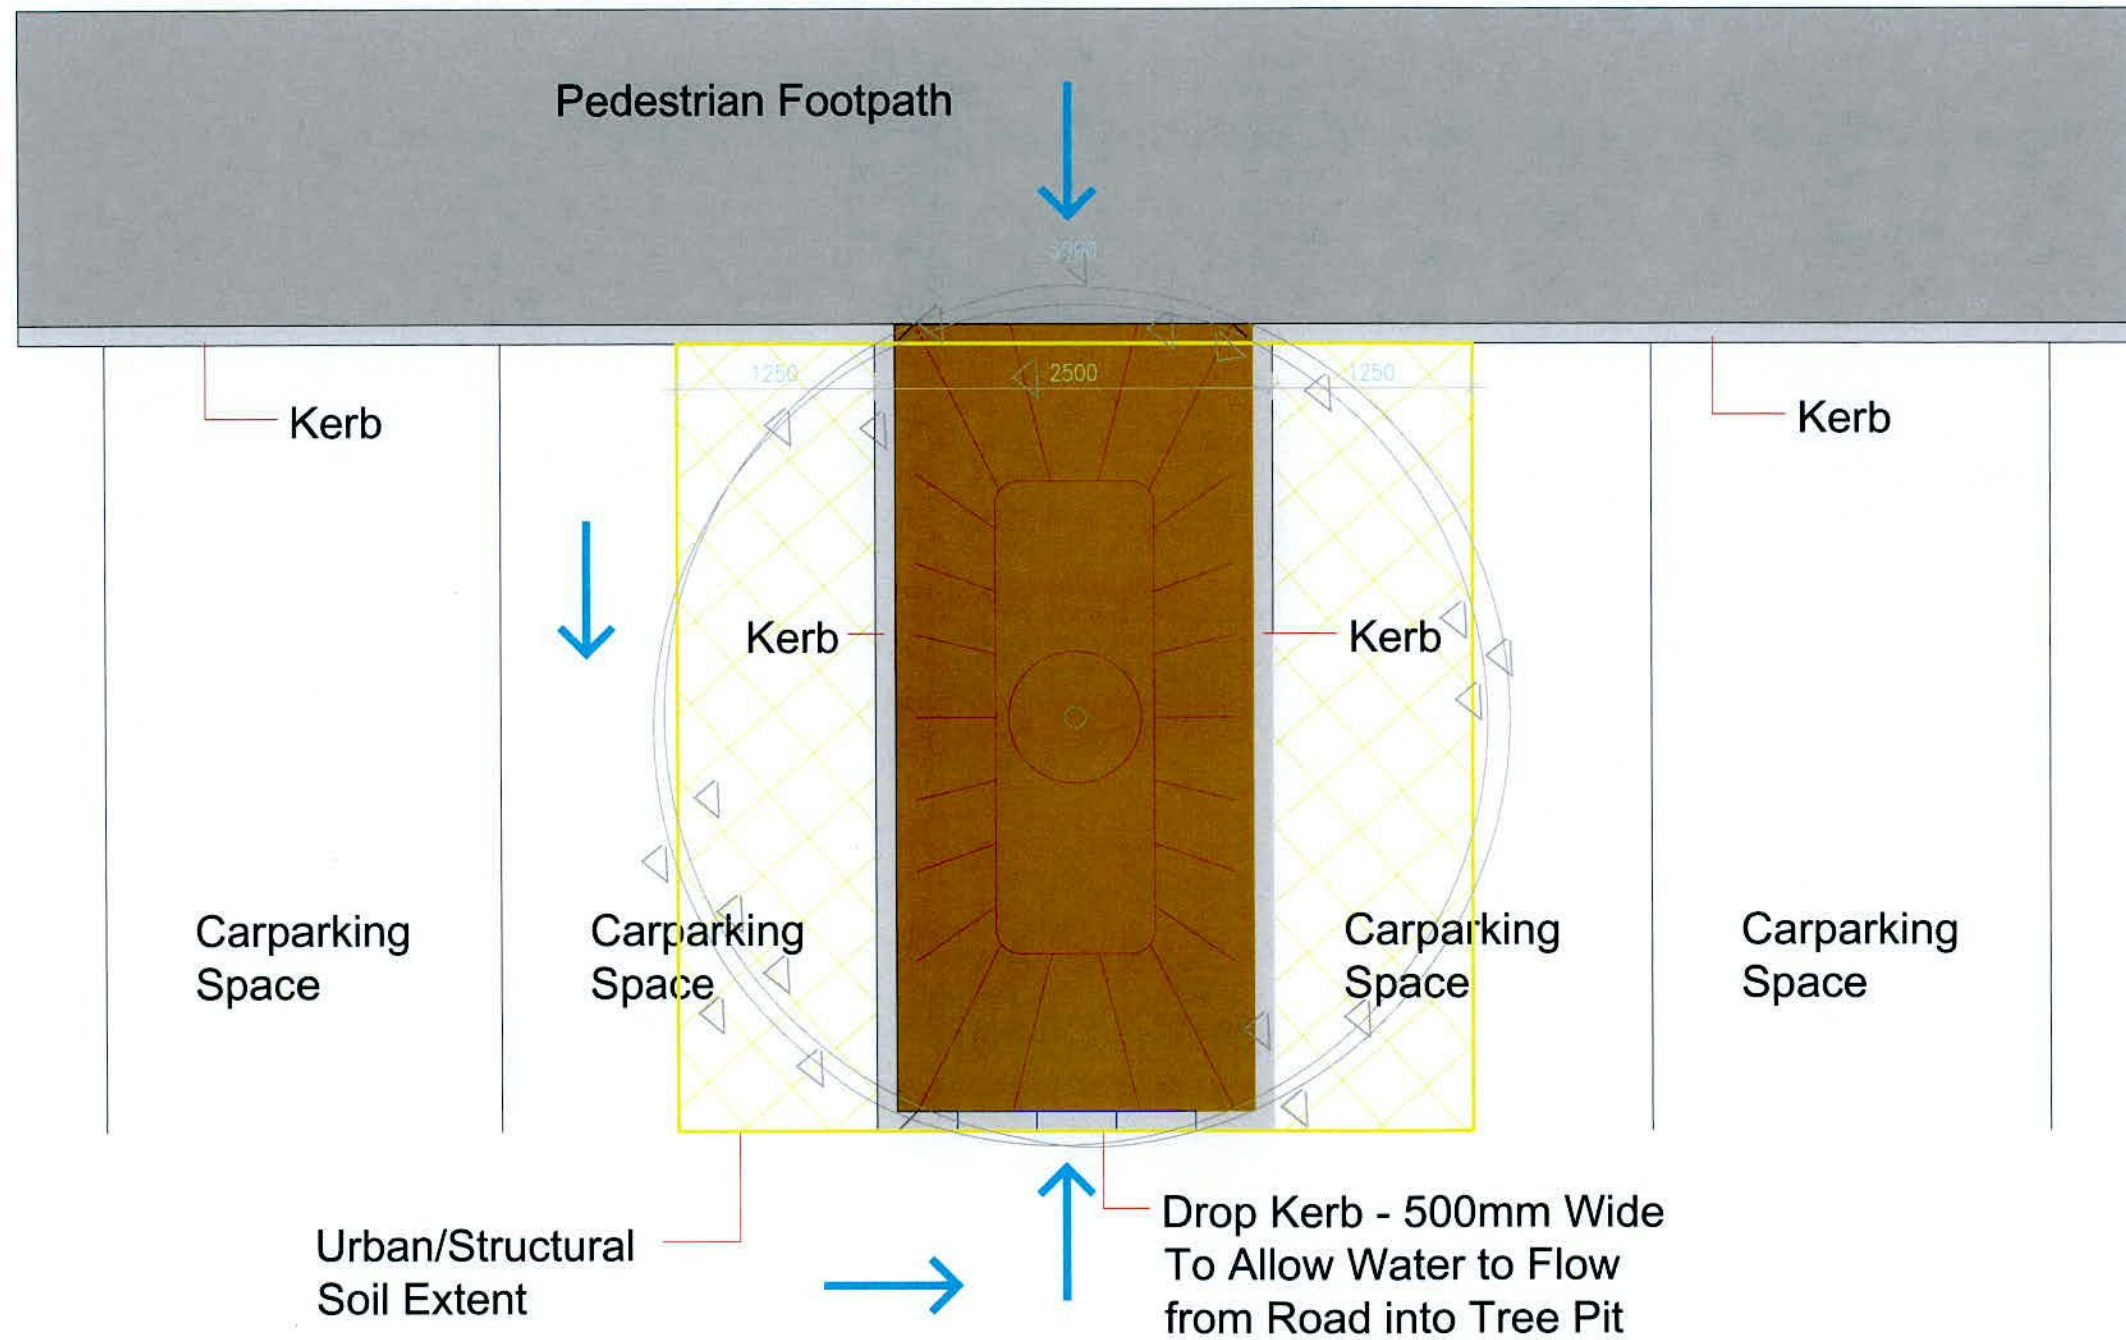 Pedestrian Footpath
1250
2500
1250
Kerb
Kerb
Kerb
Kerb
Carparking
Space
Carparking
Space
Carparking
Space
Carparking
Space
Urban/Structural
Soil Extent
Drop Kerb - 500mm Wide
To Allow Water to Flow
from Road into Tree Pit